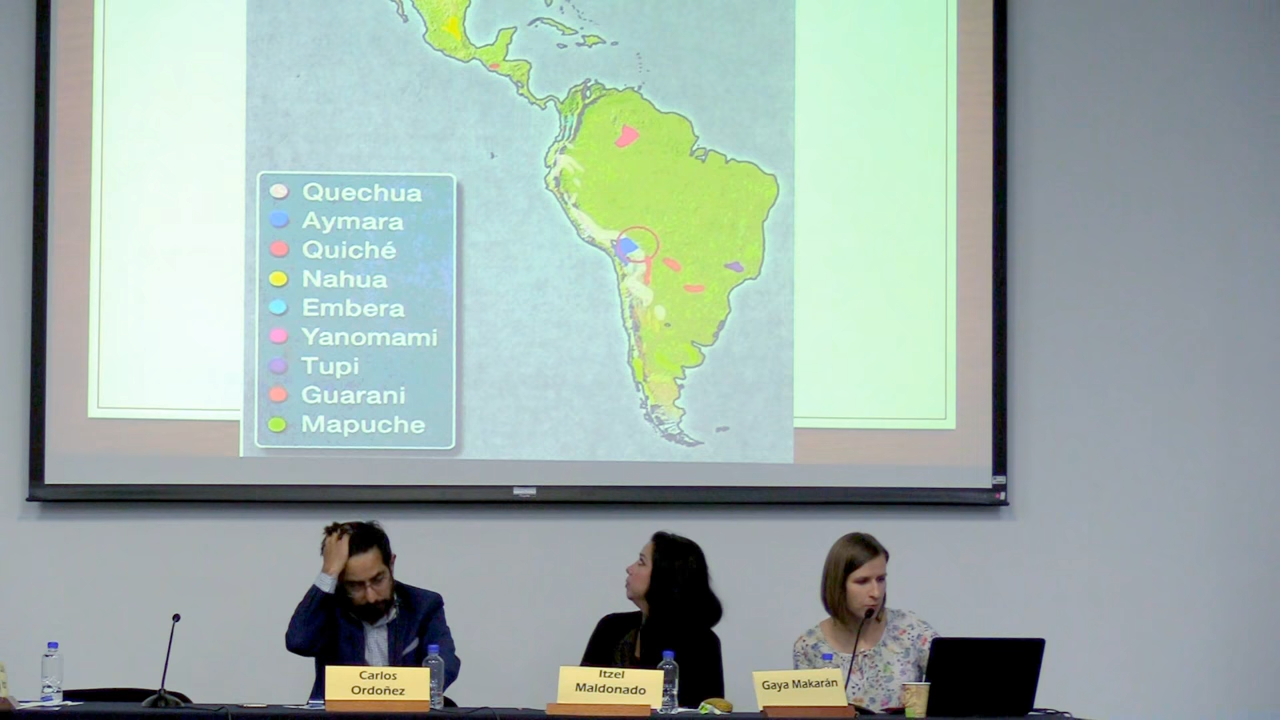 Quechua
Aymara
Quiché
Nahua
Embera
Yanomami
Tupi
Guarani
Mapuche
Carlos
Ordoñez
Itzel
Maldonado
Gaya Makarán